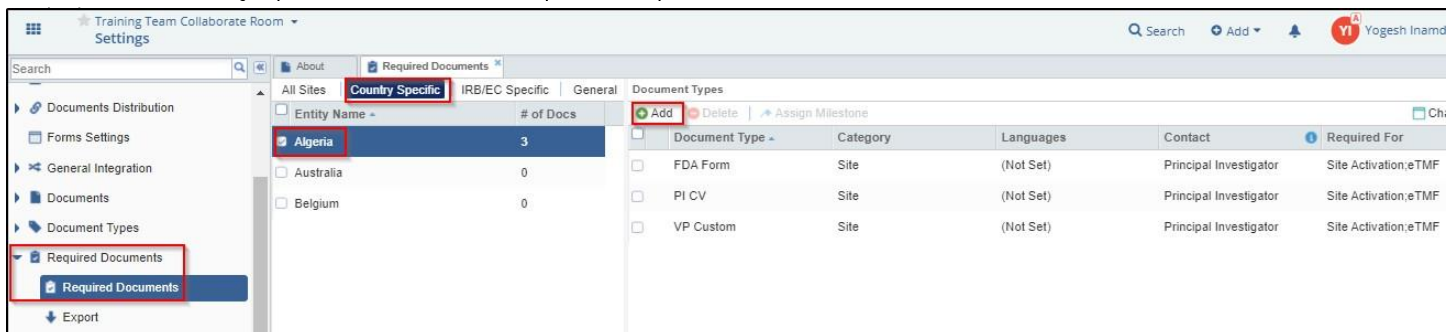 Training Team Collaborate Room
Settings
Search
Add
YI
A
Yogesh Inamd
Search
Documents Distribution
Forms Settings
General Integration
Documents
Document Types
Required Documents
Required Documents
Export
About
Required Documents
All Sites Country Specific IRB/EC Specific General
Entity Name # of Docs
Algeria 3
Australia 0
Belgium 0
Document Types
Add Delete Assign Milestone Cha
Document Type Category Languages Contact Required For
FDA Form Site (Not Set) Principal Investigator Site Activation;eTMF
PI CV Site (Not Set) Principal Investigator Site Activation;eTMF
VP Custom Site (Not Set) Principal Investigator Site Activation;eTMF